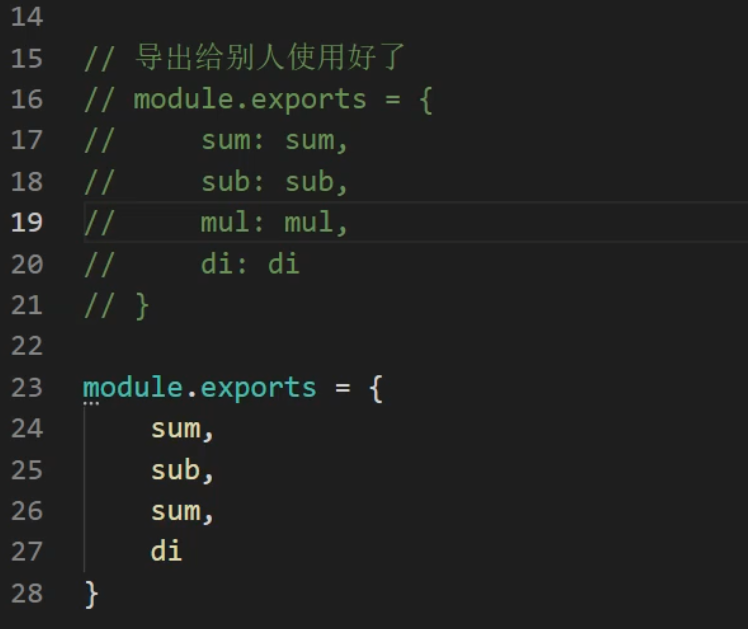 14
15 // 导出给别人使用好了
16 // module.exports = {
17 //     sum: sum,
18 //     sub: sub,
19 //     mul: mul,
20 //     di: di
21 // }
22
23 module.exports = {
24     sum,
25     sub,
26     sum,
27     di
28 }